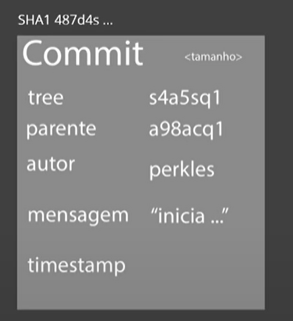 SHA1 487d4s ...
Commit <tamanho>
tree s4a5sq1
parente a98acq1
autor perkles
mensagem “inicia ...”
timestamp